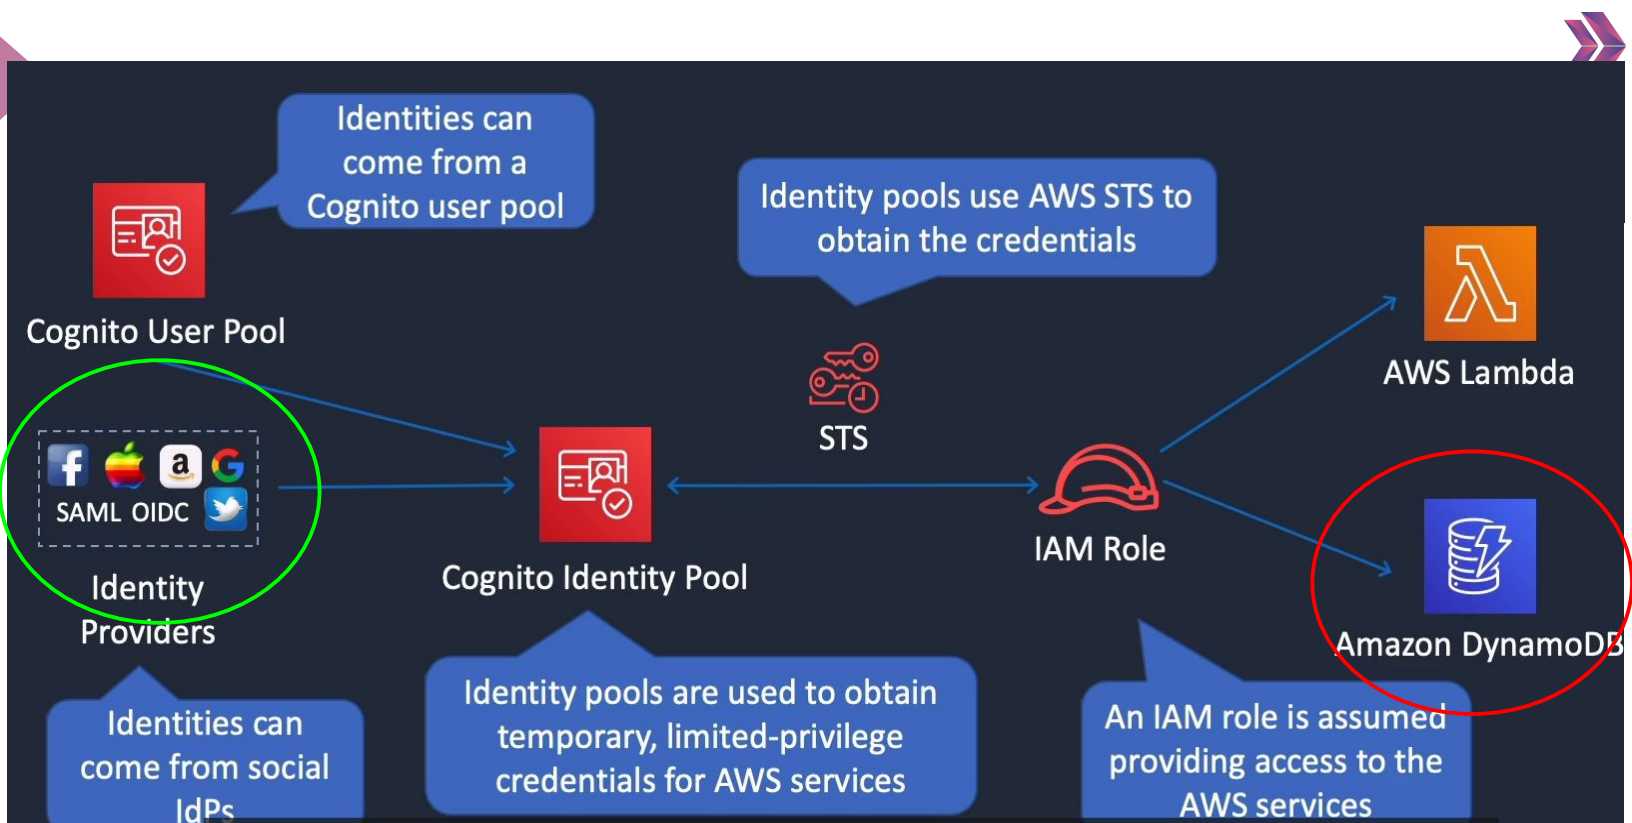 Identities can
come from a
Cognito user pool
Identity pools use AWS STS to
obtain the credentials
Cognito User Pool
AWS Lambda
STS
a
G
SAML OIDC
IAM Role
Identity
Providers
Cognito Identity Pool
Amazon DynamoDB
Identities can
come from social
IdPs
Identity pools are used to obtain
temporary, limited-privilege
credentials for AWS services
An IAM role is assumed
providing access to the
AWS services